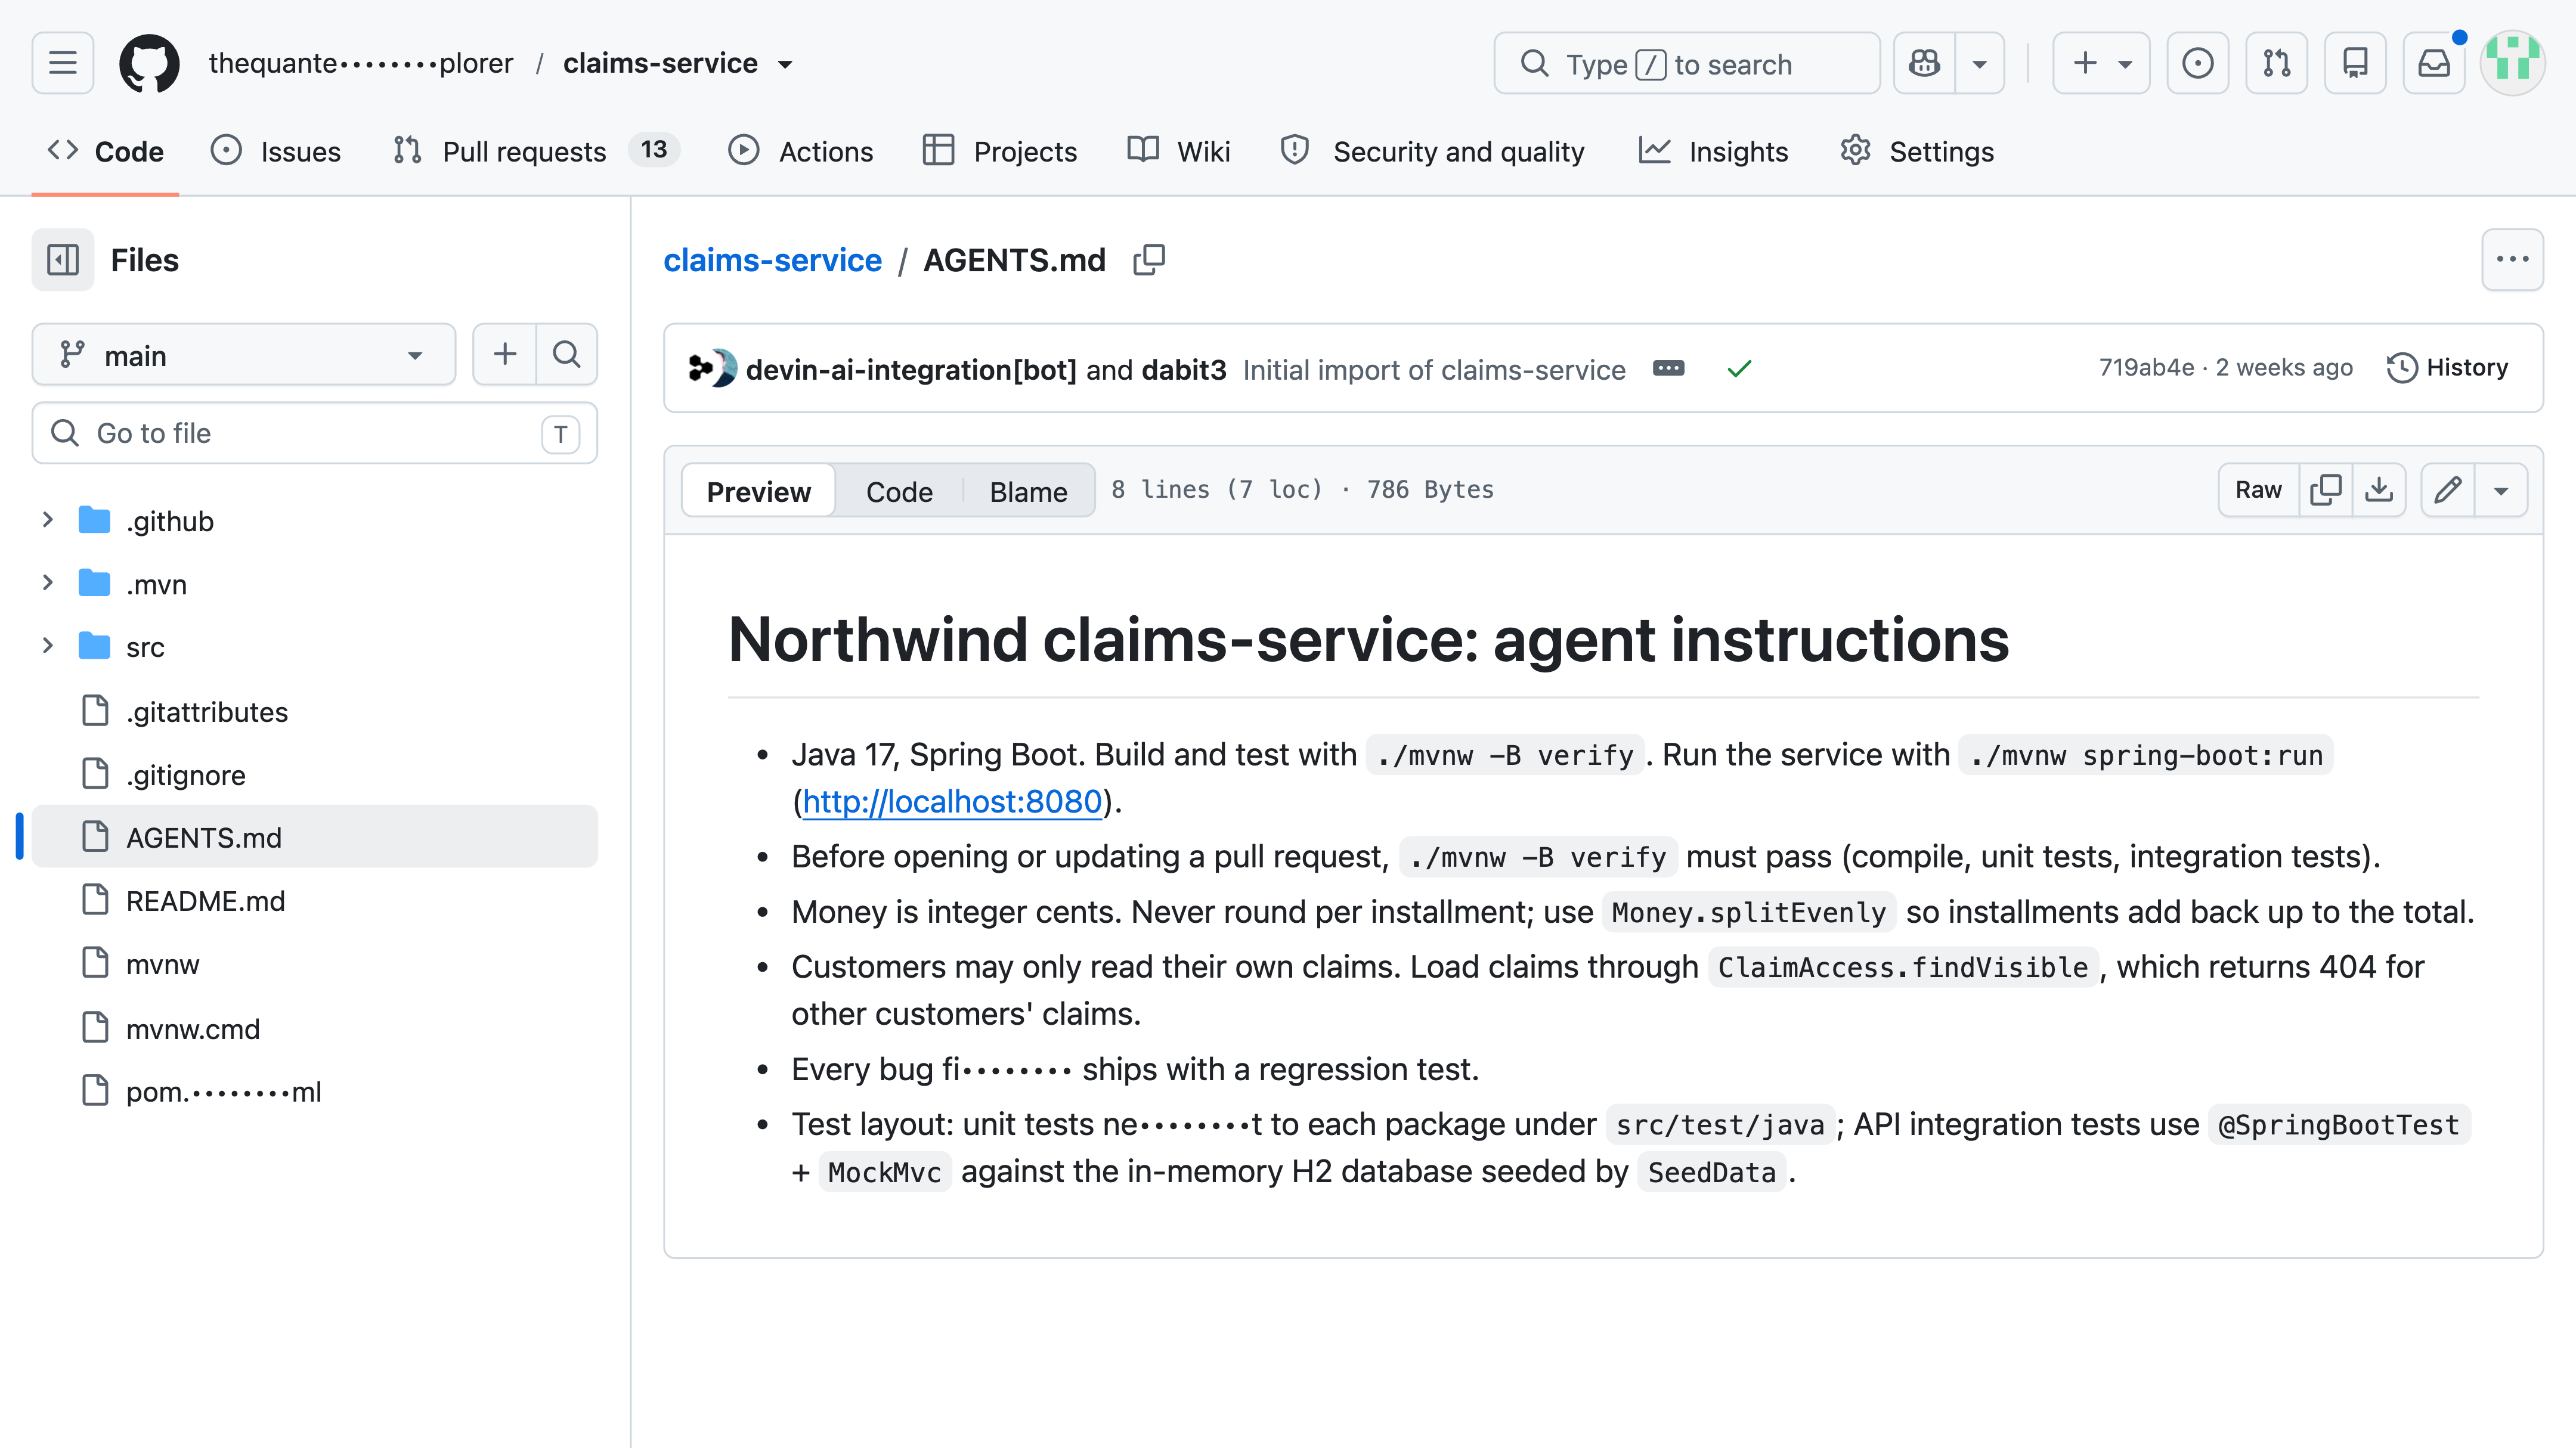 thequante••••••••plorer / claims-service
Type / to search
Code
Issues
Pull requests 13
Actions
Projects
Wiki
Security and quality
Insights
Settings
Files
main
Go to file T
.github
.mvn
src
.gitattributes
.gitignore
AGENTS.md
README.md
mvnw
mvnw.cmd
pom.••••••••ml
claims-service / AGENTS.md
devin-ai-integration[bot] and dabit3 Initial import of claims-service
719ab4e · 2 weeks ago
History
Preview
Code
Blame
8 lines (7 loc) · 786 Bytes
Raw
Northwind claims-service: agent instructions
• Java 17, Spring Boot. Build and test with ./mvnw -B verify. Run the service with ./mvnw spring-boot:run
(http://localhost:8080).
• Before opening or updating a pull request, ./mvnw -B verify must pass (compile, unit tests, integration tests).
• Money is integer cents. Never round per installment; use Money.splitEvenly so installments add back up to the total.
• Customers may only read their own claims. Load claims through ClaimAccess.findVisible, which returns 404 for
other customers' claims.
• Every bug fi•••••••• ships with a regression test.
• Test layout: unit tests ne••••••••t to each package under src/test/java; API integration tests use @SpringBootTest
+ MockMvc against the in-memory H2 database seeded by SeedData.